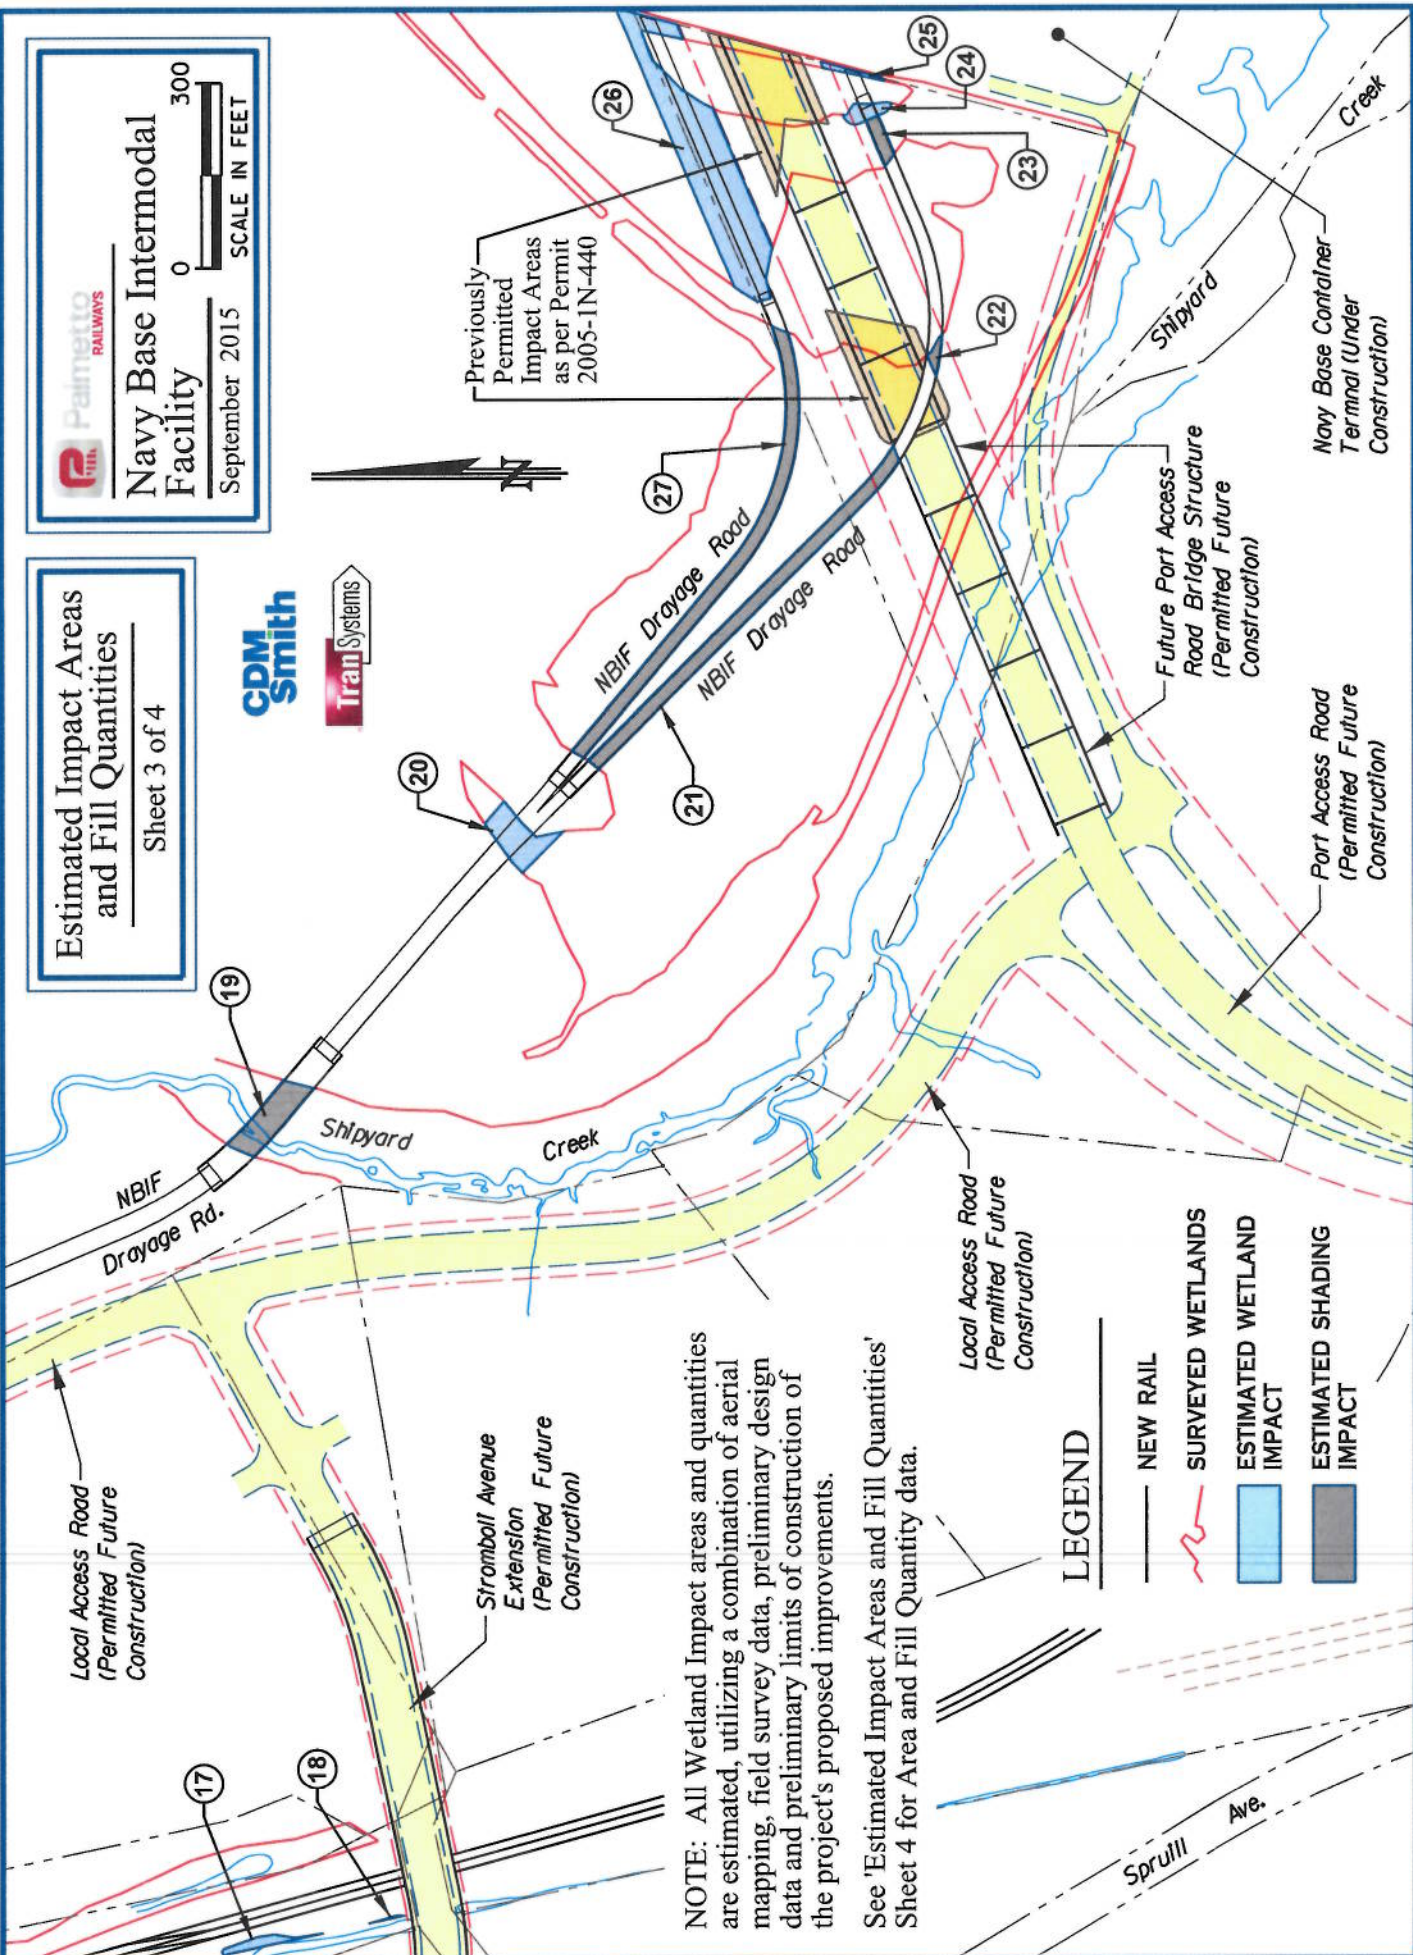 Palmetto
RAILWAYS
Navy Base Intermodal
Facility
September 2015
0 300
SCALE IN FEET
Estimated Impact Areas
and Fill Quantities
Sheet 3 of 4
CDM
Smith
TranSystems
N
Previously
Permitted
Impact Areas
as per Permit
2005-1N-440
17
18
19
20
21
22
23
24
25
26
27
NBIF
Drayage Rd.
NBIF Drayage Road
NBIF Drayage Road
Shipyard
Creek
Shipyard
Creek
Local Access Road
(Permitted Future
Construction)
Stromboli Avenue
Extension
(Permitted Future
Construction)
Local Access Road
(Permitted Future
Construction)
Port Access Road
(Permitted Future
Construction)
Future Port Access
Road Bridge Structure
(Permitted Future
Construction)
Navy Base Container
Termnal (Under
Construction)
Spruill Ave.
NOTE: All Wetland Impact areas and quantities
are estimated, utilizing a combination of aerial
mapping, field survey data, preliminary design
data and preliminary limits of construction of
the project's proposed improvements.
See 'Estimated Impact Areas and Fill Quantities'
Sheet 4 for Area and Fill Quantity data.
LEGEND
NEW RAIL
SURVEYED WETLANDS
ESTIMATED WETLAND
IMPACT
ESTIMATED SHADING
IMPACT